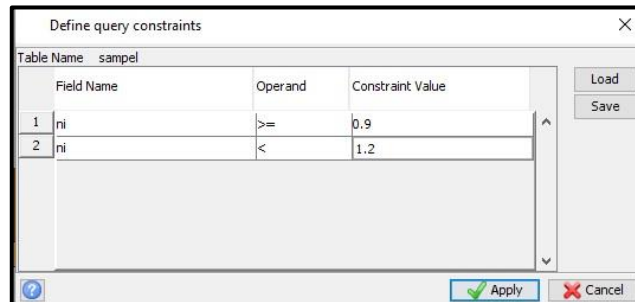 Define query constraints
Table Name sampel
Field Name Operand Constraint Value
1 ni >= 0.9
2 ni < 1.2
Load
Save
Apply Cancel